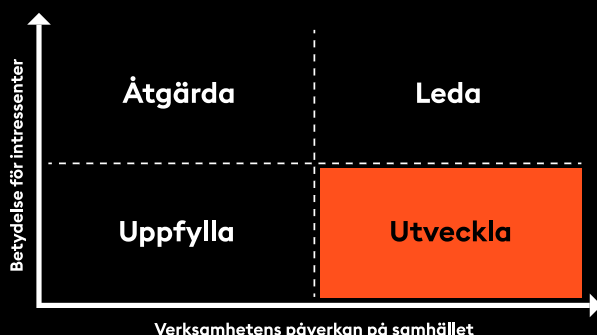 Betydelse för intressenter
Åtgärda
Leda
Uppfylla
Utveckla
Verksamhetens påverkan på samhället